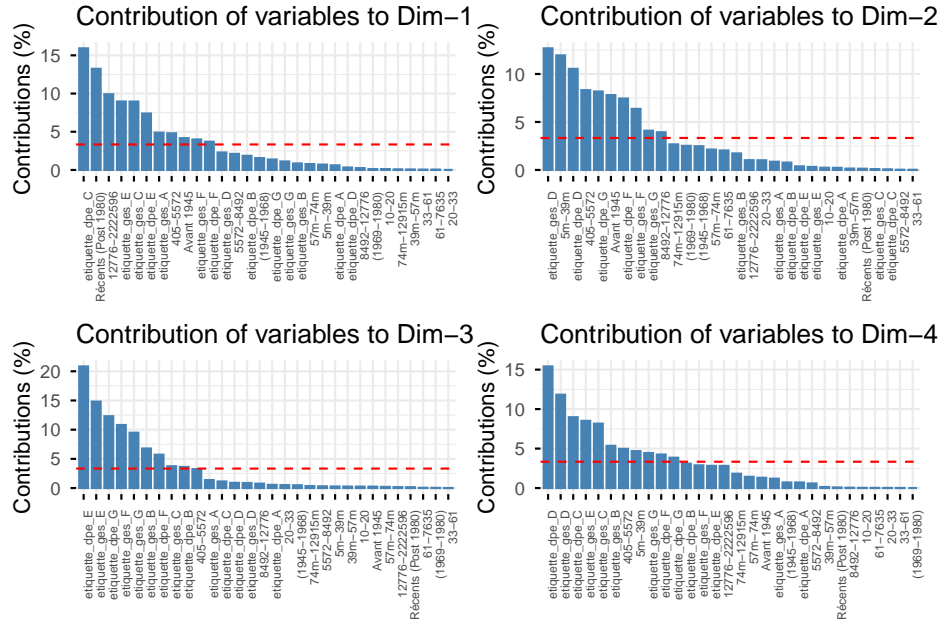 Contribution of variables to Dim−1
Contributions (%)
15
10
5
0
etiquette_dpe_C
Récents (Post 1980)
12776−2222596
etiquette_ges_E
etiquette_ges_C
etiquette_dpe_E
etiquette_ges_A
405−5572
Avant 1945
etiquette_ges_F
etiquette_dpe_F
etiquette_ges_D
5572−8492
etiquette_dpe_B
(1945−1968)
etiquette_dpe_G
etiquette_ges_G
etiquette_ges_B
57m−74m
5m−39m
etiquette_dpe_A
etiquette_dpe_D
8492−12776
(1969−1980)
10−20
74m−12915m
39m−57m
33−61
61−7635
20−33
Contribution of variables to Dim−2
Contributions (%)
10
5
0
etiquette_ges_D
5m−39m
etiquette_dpe_D
405−5572
etiquette_dpe_G
Avant 1945
etiquette_dpe_F
etiquette_ges_F
etiquette_ges_G
8492−12776
74m−12915m
(1969−1980)
(1945−1968)
57m−74m
61−7635
etiquette_ges_B
12776−2222596
20−33
etiquette_ges_A
etiquette_dpe_B
etiquette_dpe_E
etiquette_ges_E
10−20
etiquette_dpe_A
39m−57m
Récents (Post 1980)
etiquette_ges_C
etiquette_dpe_C
5572−8492
33−61
Contribution of variables to Dim−3
Contributions (%)
20
15
10
5
0
etiquette_dpe_E
etiquette_ges_E
etiquette_dpe_G
etiquette_ges_F
etiquette_ges_G
etiquette_ges_B
etiquette_dpe_F
etiquette_ges_C
etiquette_dpe_B
405−5572
etiquette_ges_A
etiquette_dpe_C
etiquette_dpe_D
etiquette_ges_D
8492−12776
etiquette_dpe_A
20−33
(1945−1968)
74m−12915m
5572−8492
5m−39m
10−20
39m−57m
Avant 1945
57m−74m
12776−2222596
Récents (Post 1980)
61−7635
(1969−1980)
33−61
Contribution of variables to Dim−4
Contributions (%)
15
10
5
0
etiquette_dpe_D
etiquette_ges_D
etiquette_dpe_C
etiquette_ges_E
etiquette_ges_C
etiquette_ges_B
405−5572
5m−39m
etiquette_ges_G
etiquette_dpe_F
etiquette_dpe_G
etiquette_dpe_B
etiquette_ges_F
etiquette_dpe_E
12776−2222596
74m−12915m
57m−74m
Avant 1945
etiquette_ges_A
(1945−1968)
etiquette_dpe_A
5572−8492
39m−57m
Récents (Post 1980)
8492−12776
10−20
61−7635
20−33
33−61
(1969−1980)